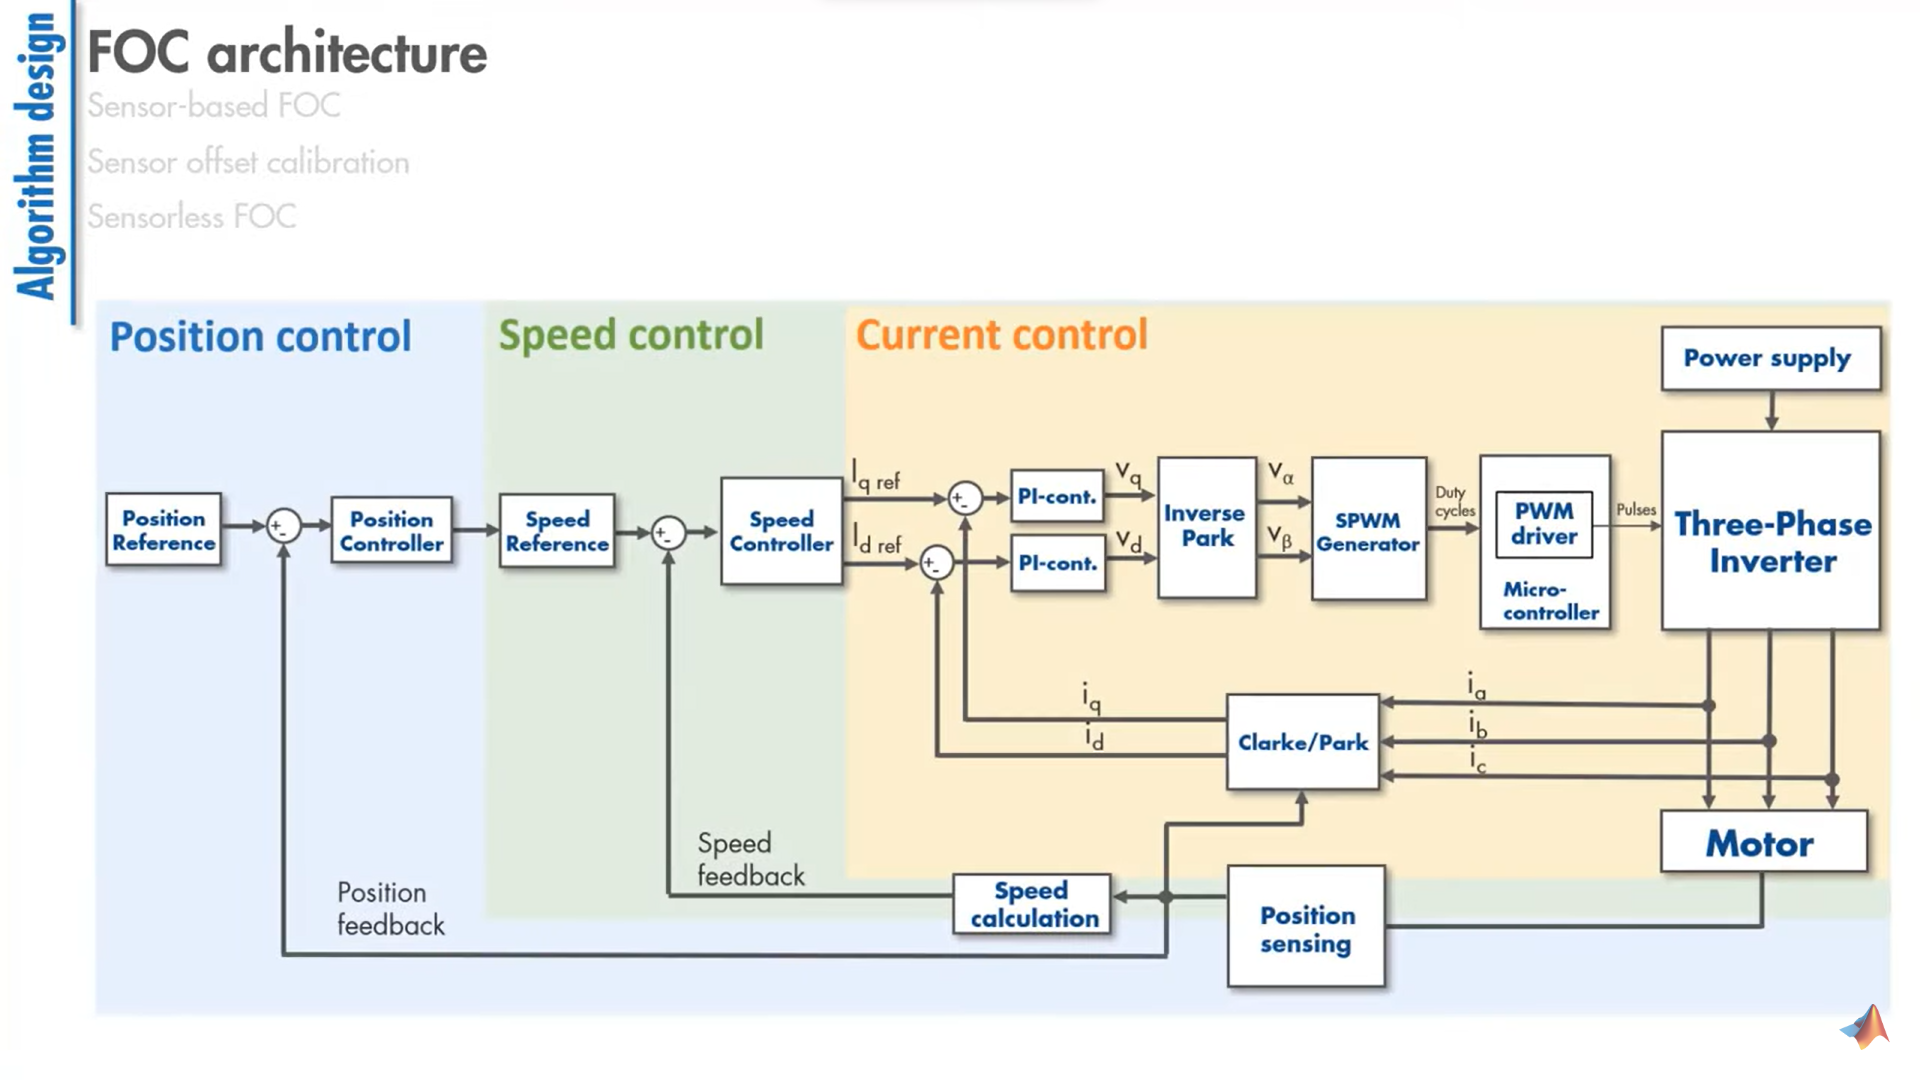 Algorithm design
FOC architecture
Sensor-based FOC
Sensor offset calibration
Sensorless FOC
Position control
Speed control
Current control
Power supply
Position
Reference
+
-
Position
Controller
Speed
Reference
+
-
Speed
Controller
Iq ref
Id ref
+
-
+
-
PI-cont.
PI-cont.
vq
vd
Inverse
Park
vα
vβ
SPWM
Generator
Duty
cycles
PWM
driver
Micro-
controller
Pulses
Three-Phase
Inverter
iq
id
Clarke/Park
ia
ib
ic
Motor
Speed
feedback
Speed
calculation
Position
sensing
Position
feedback